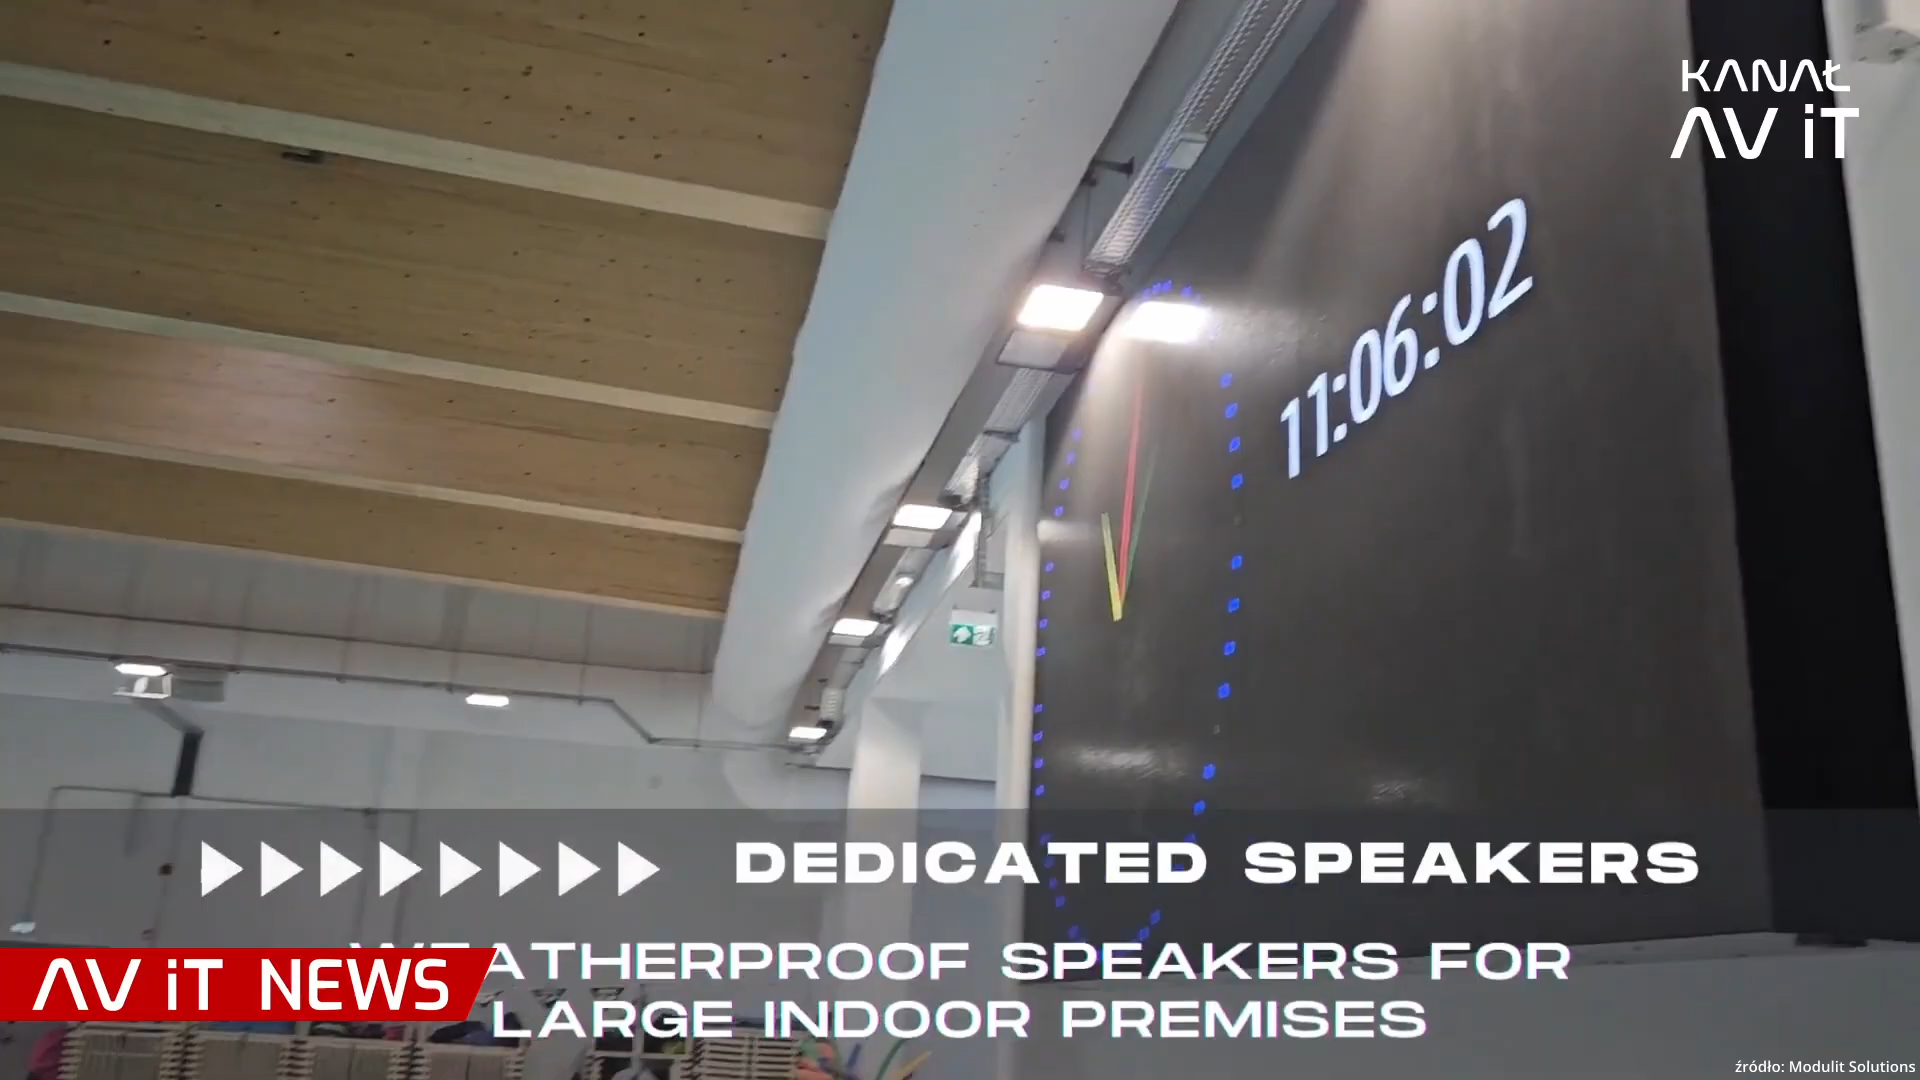 KANAŁ
AV iT
11:06:02
DEDICATED SPEAKERS
WEATHERPROOF SPEAKERS FOR
AV iT NEWS
LARGE INDOOR PREMISES
źródło: Modulit Solutions